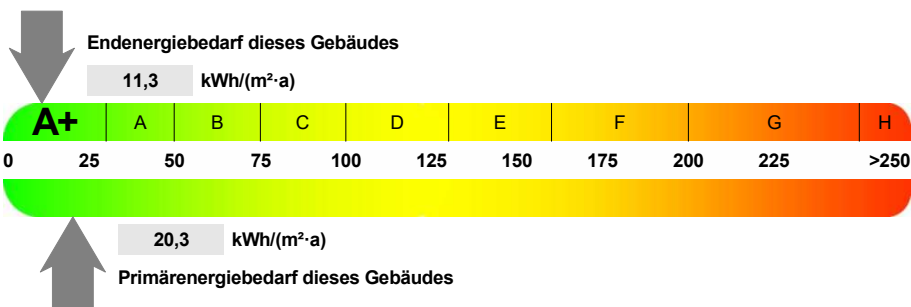 Endenergiebedarf dieses Gebäudes
11,3 kWh/(m²·a)
A+ A B C D E F G H
0 25 50 75 100 125 150 175 200 225 >250
20,3 kWh/(m²·a)
Primärenergiebedarf dieses Gebäudes